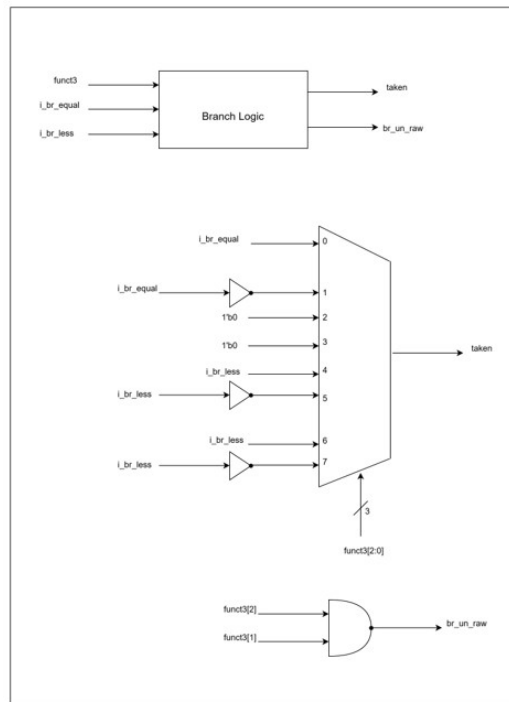 funct3
i_br_equal
i_br_less
Branch Logic
taken
br_un_raw
i_br_equal
0
i_br_equal
1
1'b0
2
1'b0
3
i_br_less
4
i_br_less
5
i_br_less
6
i_br_less
7
taken
3
funct3[2:0]
funct3[2]
funct3[1]
br_un_raw